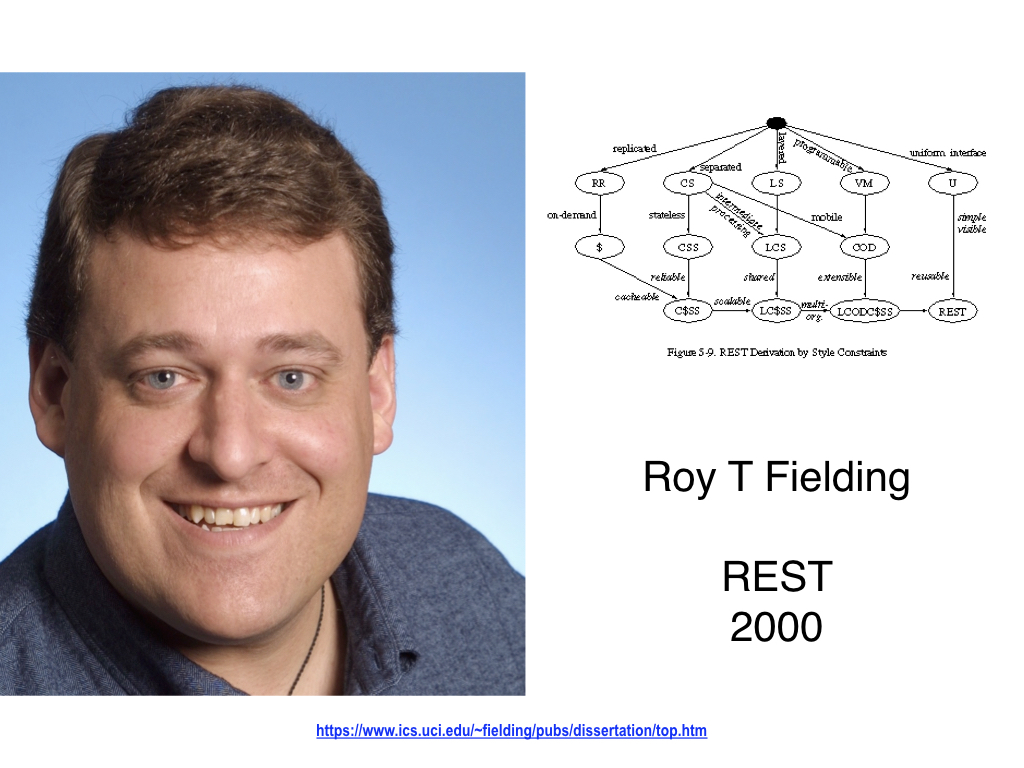 replicated
separated
layered
programmable
uniform interface
RR
CS
LS
VM
U
on-demand
stateless
intermediate
processing
mobile
simple
visible
$
CSS
LCS
COD
cacheable
reliable
shared
extensible
reusable
scalable
multi-
org.
C$SS
LC$SS
LCODC$SS
REST
Figure 5-9. REST Derivation by Style Constraints
Roy T Fielding
REST
2000
https://www.ics.uci.edu/~fielding/pubs/dissertation/top.htm